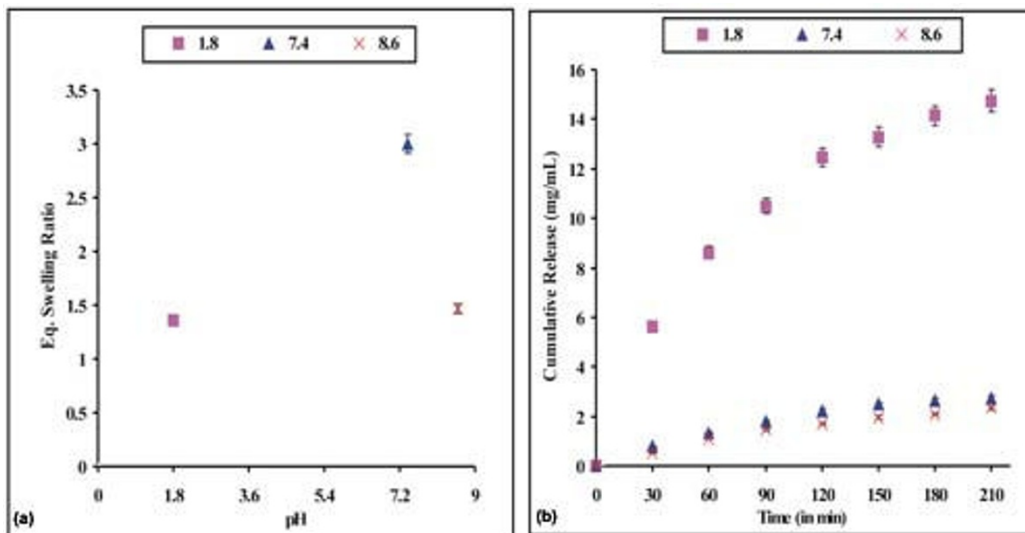 1.8 7.4 8.6
3.5
3
2.5
2
1.5
1
0.5
0
Eq. Swelling Ratio
0 1.8 3.6 5.4 7.2 9
pH
(a)
1.8 7.4 8.6
16
14
12
10
8
6
4
2
0
Cumulative Release (mg/mL)
0 30 60 90 120 150 180 210
Time (in min)
(b)